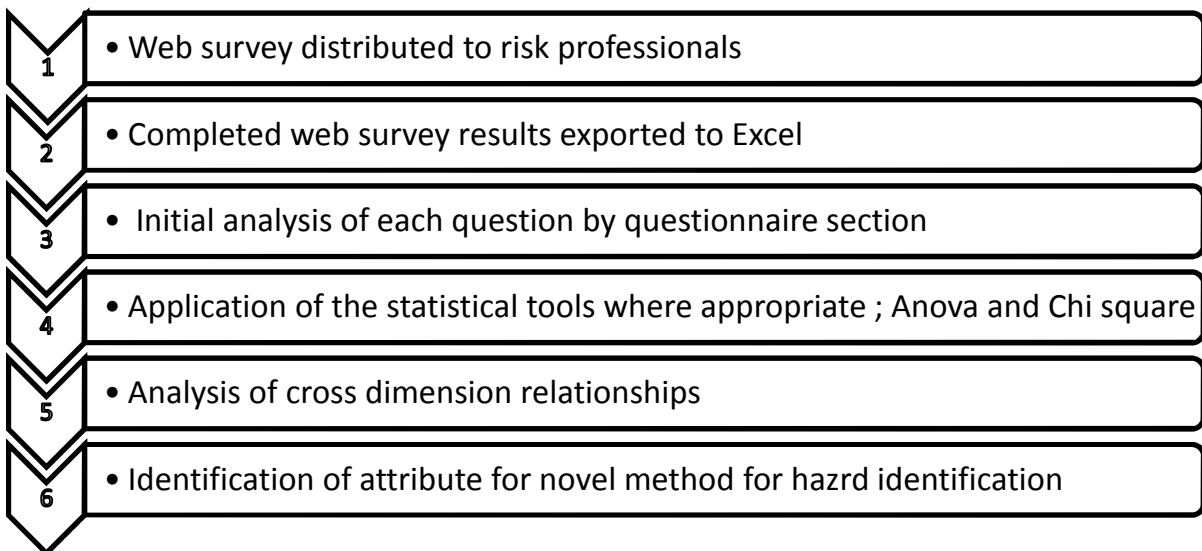 1 • Web survey distributed to risk professionals
2 • Completed web survey results exported to Excel
3 • Initial analysis of each question by questionnaire section
4 • Application of the statistical tools where appropriate ; Anova and Chi square
5 • Analysis of cross dimension relationships
6 • Identification of attribute for novel method for hazrd identification